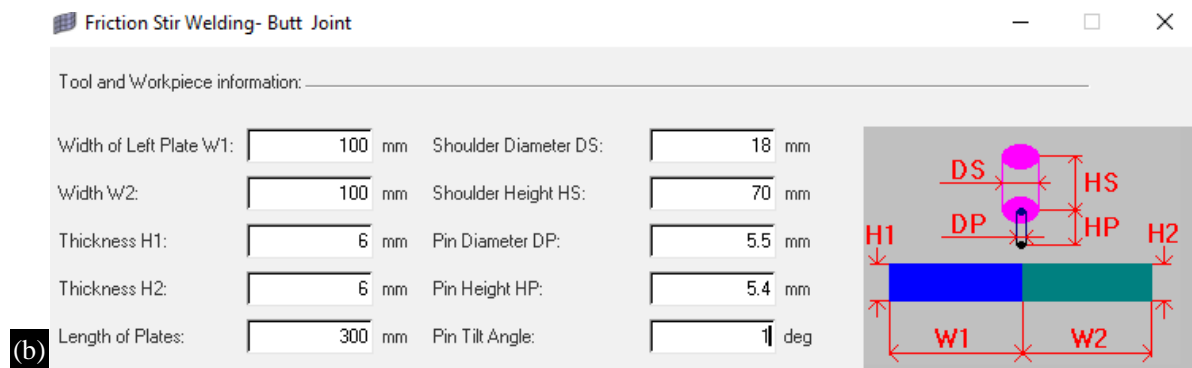 Friction Stir Welding- Butt Joint
Tool and Workpiece information:
Width of Left Plate W1: 100 mm Shoulder Diameter DS: 18 mm
Width W2: 100 mm Shoulder Height HS: 70 mm
Thickness H1: 6 mm Pin Diameter DP: 5.5 mm
Thickness H2: 6 mm Pin Height HP: 5.4 mm
Length of Plates: 300 mm Pin Tilt Angle: 1 deg
(b)
DS HS
H1 DP HP H2
W1 W2